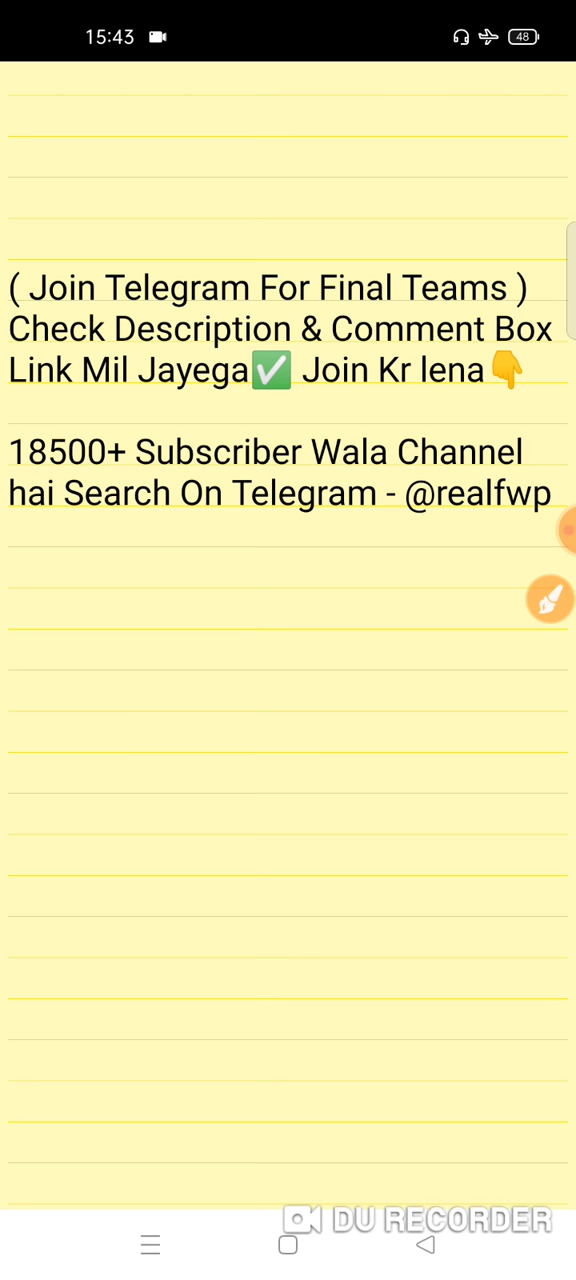 15:43
48
( Join Telegram For Final Teams )
Check Description & Comment Box
Link Mil Jayega✅ Join Kr lena👇
18500+ Subscriber Wala Channel
hai Search On Telegram - @realfwp
DU RECORDER